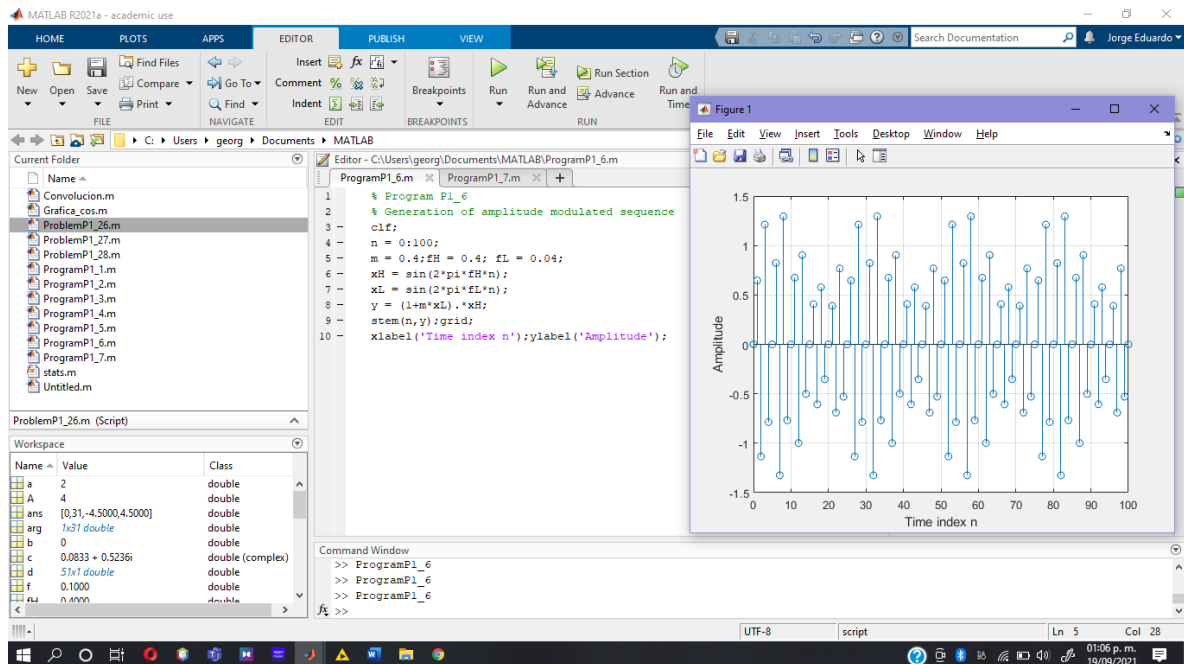 MATLAB R2021a - academic use
HOME PLOTS APPS EDITOR PUBLISH VIEW
Search Documentation
Jorge Eduardo
New Open Save
Find Files
Compare
Print
FILE
Go To
Find
NAVIGATE
Insert fx
Comment
Indent
EDIT
Breakpoints
BREAKPOINTS
Run
Run and Advance
Run Section
Advance
Run and Time
RUN
C: Users georg Documents MATLAB
Current Folder
Name
Convolucion.m
Grafica_cos.m
ProblemP1_26.m
ProblemP1_27.m
ProblemP1_28.m
ProgramP1_1.m
ProgramP1_2.m
ProgramP1_3.m
ProgramP1_4.m
ProgramP1_5.m
ProgramP1_6.m
ProgramP1_7.m
stats.m
Untitled.m
ProblemP1_26.m (Script)
Workspace
Name Value Class
a 2 double
A 4 double
ans [0,31,-4.5000,4.5000] double
arg 1x31 double double
b 0 double
c 0.0833 + 0.5236i double (complex)
d 51x1 double double
f 0.1000 double
fH 0.4000 double
Editor - C:\Users\georg\Documents\MATLAB\ProgramP1_6.m
ProgramP1_6.m ProgramP1_7.m
1 % Program P1_6
2 % Generation of amplitude modulated sequence
3 - clf;
4 - n = 0:100;
5 - m = 0.4;fH = 0.4; fL = 0.04;
6 - xH = sin(2*pi*fH*n);
7 - xL = sin(2*pi*fL*n);
8 - y = (1+m*xL).*xH;
9 - stem(n,y);grid;
10 - xlabel('Time index n');ylabel('Amplitude');
Command Window
>> ProgramP1_6
>> ProgramP1_6
>> ProgramP1_6
fx >>
Figure 1
File Edit View Insert Tools Desktop Window Help
1.5
1
0.5
0
-0.5
-1
-1.5
Amplitude
0 10 20 30 40 50 60 70 80 90 100
Time index n
UTF-8 script Ln 5 Col 28
01:06 p. m.
19/09/2021